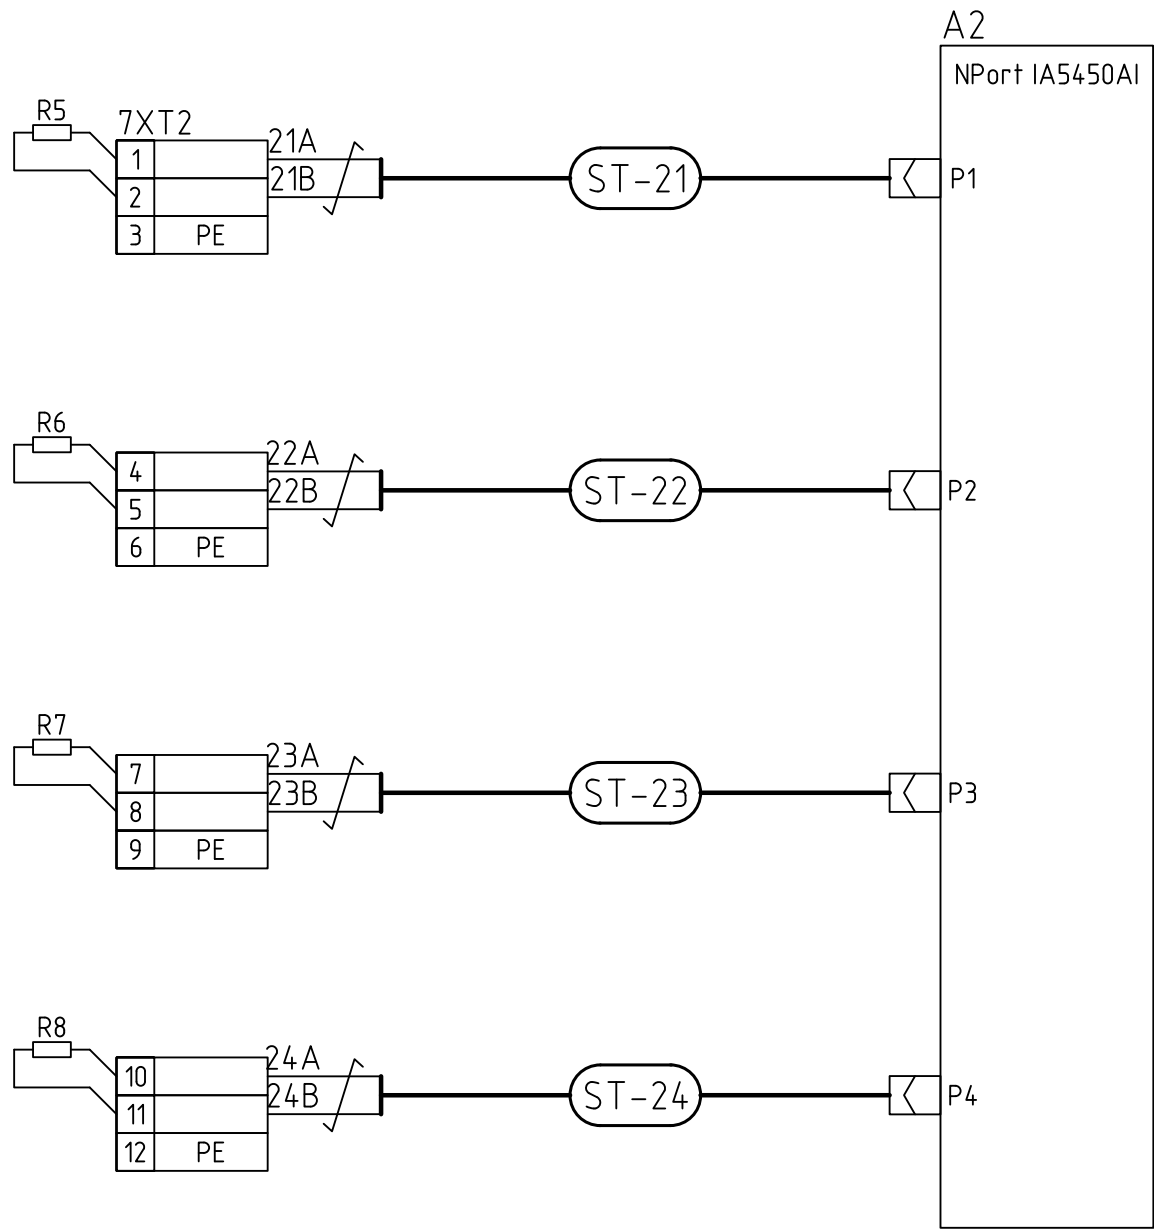 A2
NPort IA5450AI
R5
7XT2
1
21A
2
21B
3 PE
ST-21
P1
R6
4
22A
5
22B
6 PE
ST-22
P2
R7
7
23A
8
23B
9 PE
ST-23
P3
R8
10
24A
11
24B
12 PE
ST-24
P4